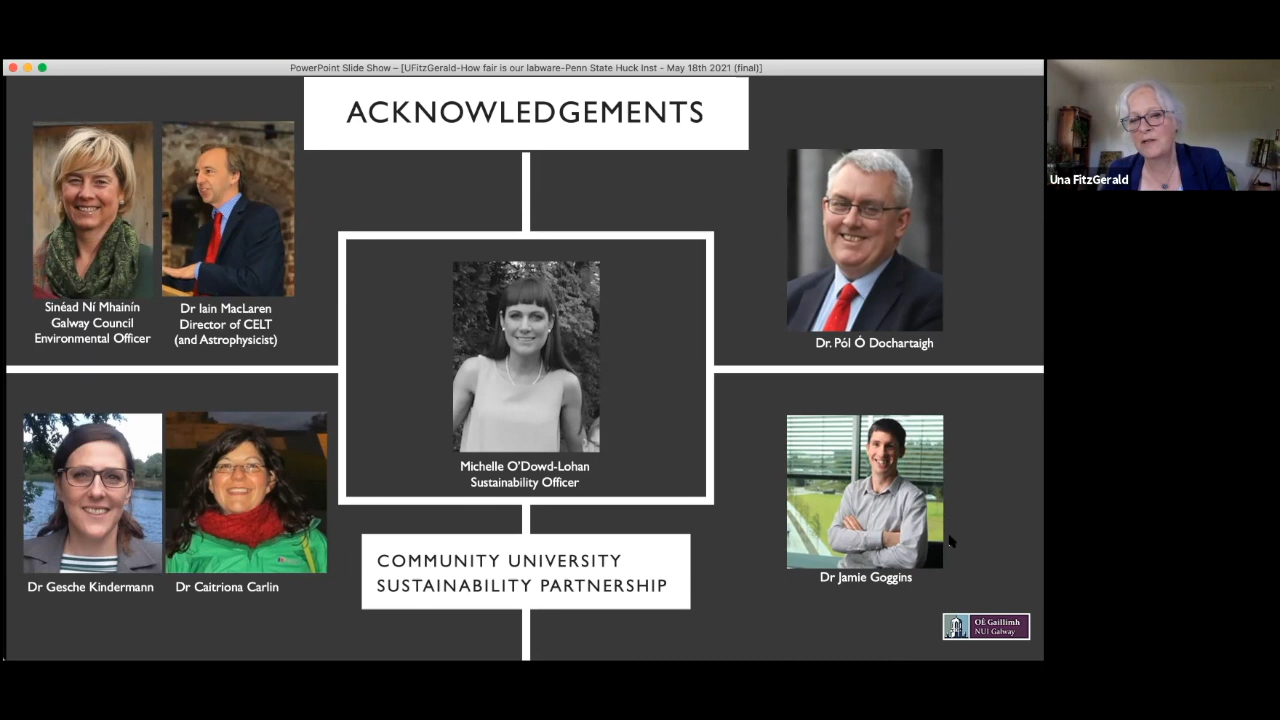 PowerPoint Slide Show – [UFitzGerald-How fair is our labware-Penn State Huck Inst - May 18th 2021 (final)]
ACKNOWLEDGEMENTS
Una FitzGerald
Sinéad Ní Mhainín
Galway Council
Environmental Officer
Dr Iain MacLaren
Director of CELT
(and Astrophysicist)
Dr. Pól Ó Dochartaigh
Michelle O'Dowd-Lohan
Sustainability Officer
Dr Gesche Kindermann
Dr Caitriona Carlin
COMMUNITY UNIVERSITY
SUSTAINABILITY PARTNERSHIP
Dr Jamie Goggins
OÉ Gaillimh
NUI Galway